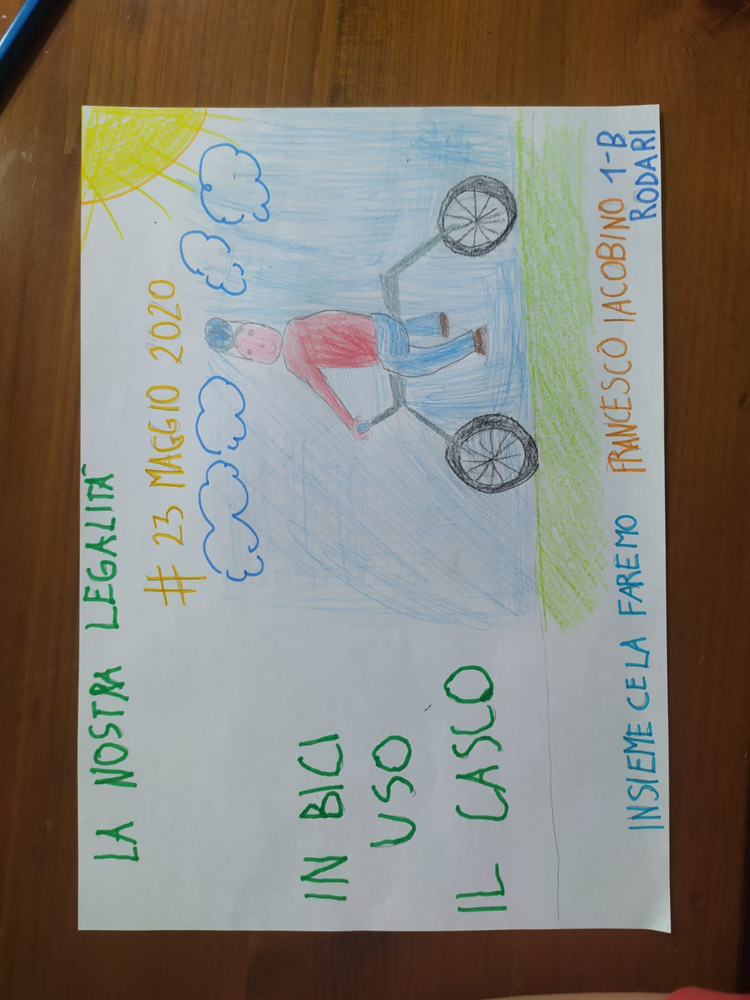 LA NOSTRA LEGALITÀ
# 23 MAGGIO 2020
IN BICI
USO
IL CASCO
INSIEME CE LA FAREMO FRANCESCO IACOBINO 1-B
RODARI